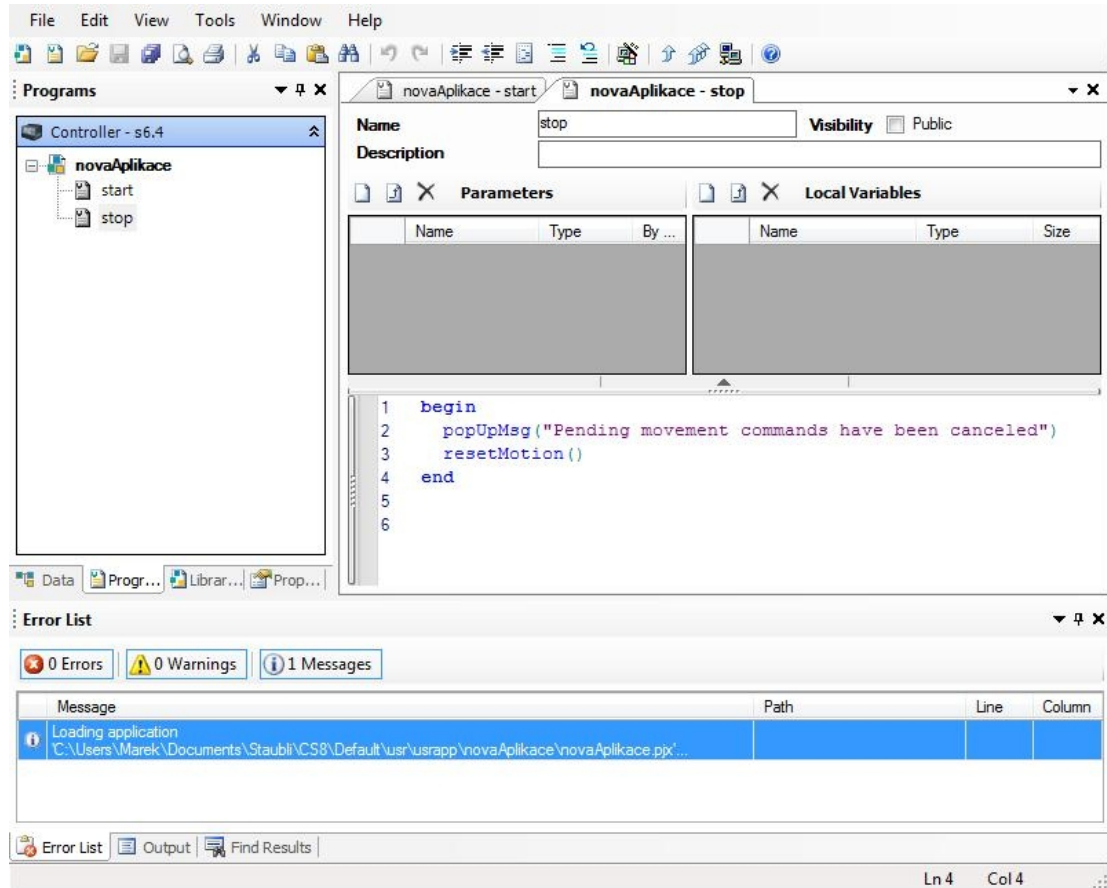 File Edit View Tools Window Help
Programs
Controller - s6.4
novaAplikace
start
stop
Data Progr... Librar... Prop...
novaAplikace - start novaAplikace - stop
Name stop Visibility Public
Description
Parameters Local Variables
Name Type By ... Name Type Size
1 begin
2 popUpMsg("Pending movement commands have been canceled")
3 resetMotion()
4 end
5
6
Error List
0 Errors 0 Warnings 1 Messages
Message Path Line Column
Loading application
'C:\Users\Marek\Documents\Staubli\CS8\Default\usr\usrapp\novaAplikace\novaAplikace.pjx'...
Error List Output Find Results
Ln 4 Col 4